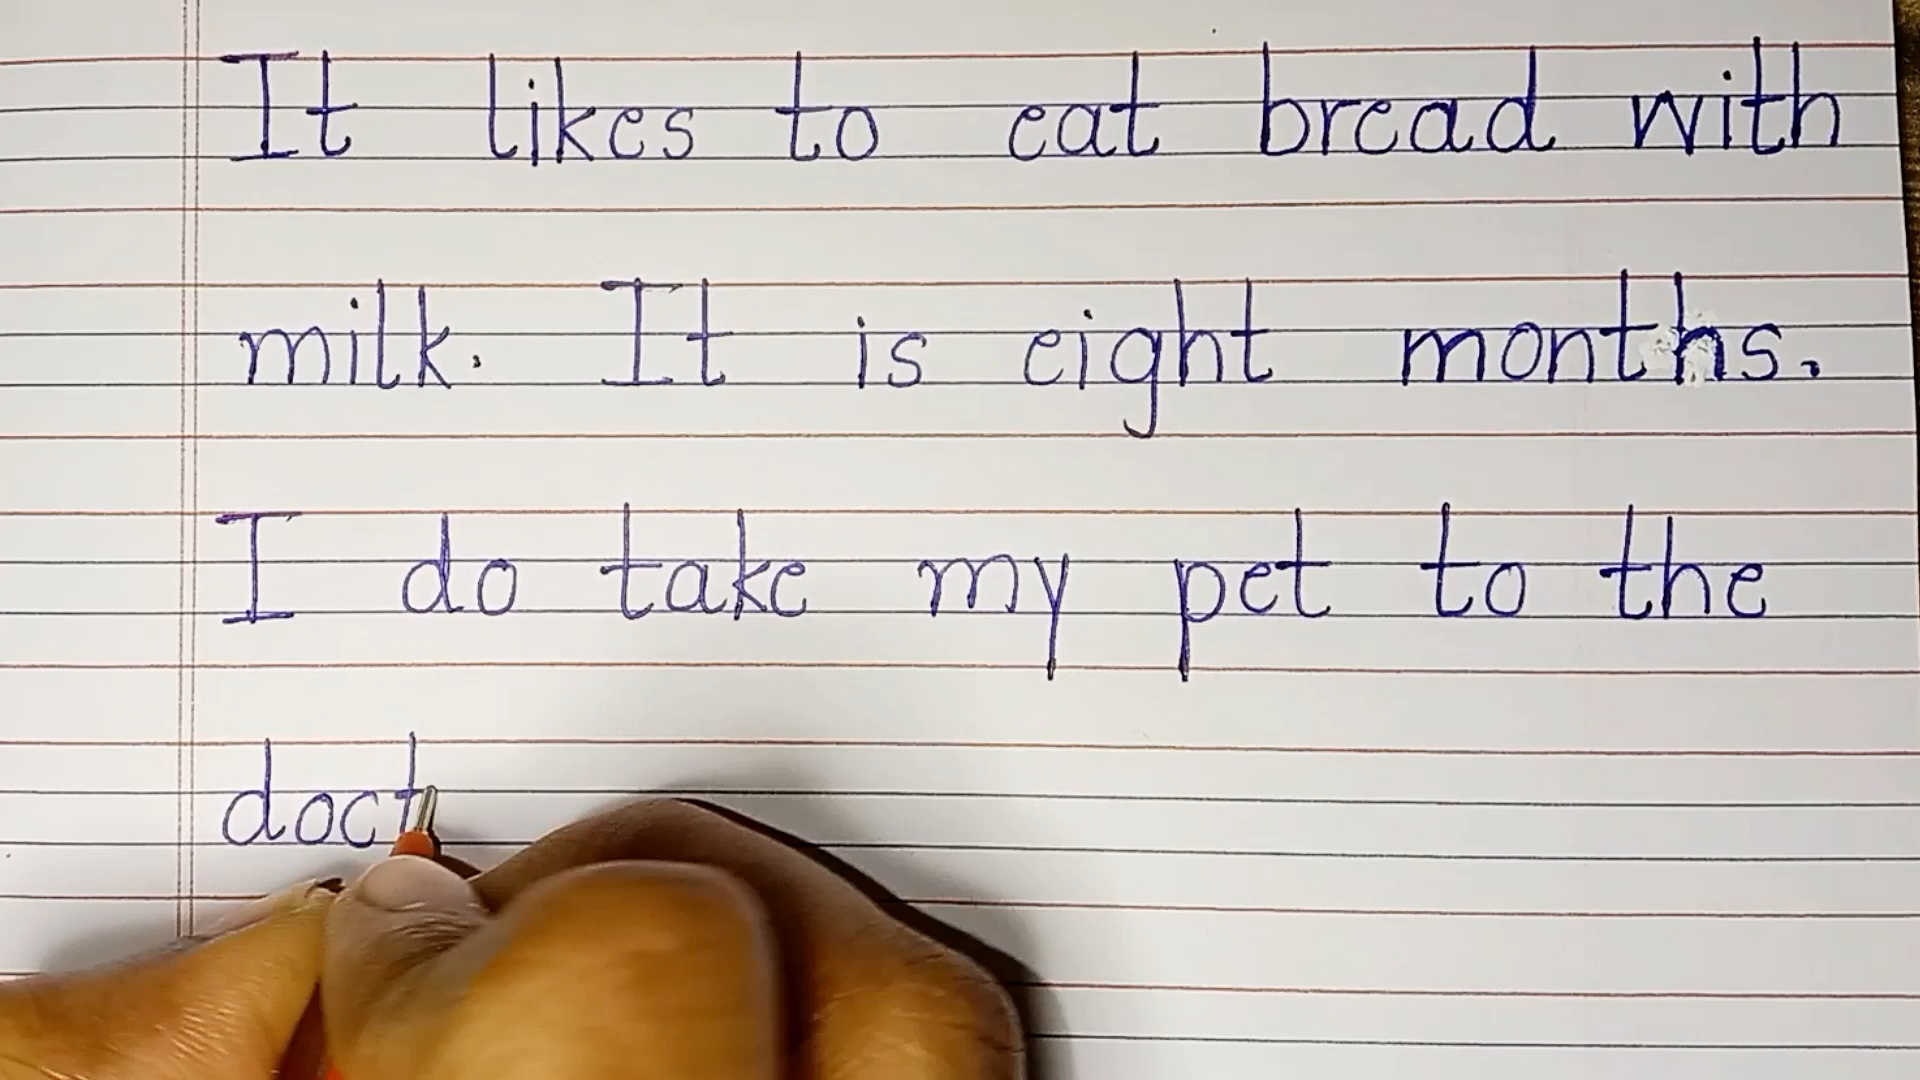 It likes to eat bread with
milk. It is eight months.
I do take my pet to the
doct